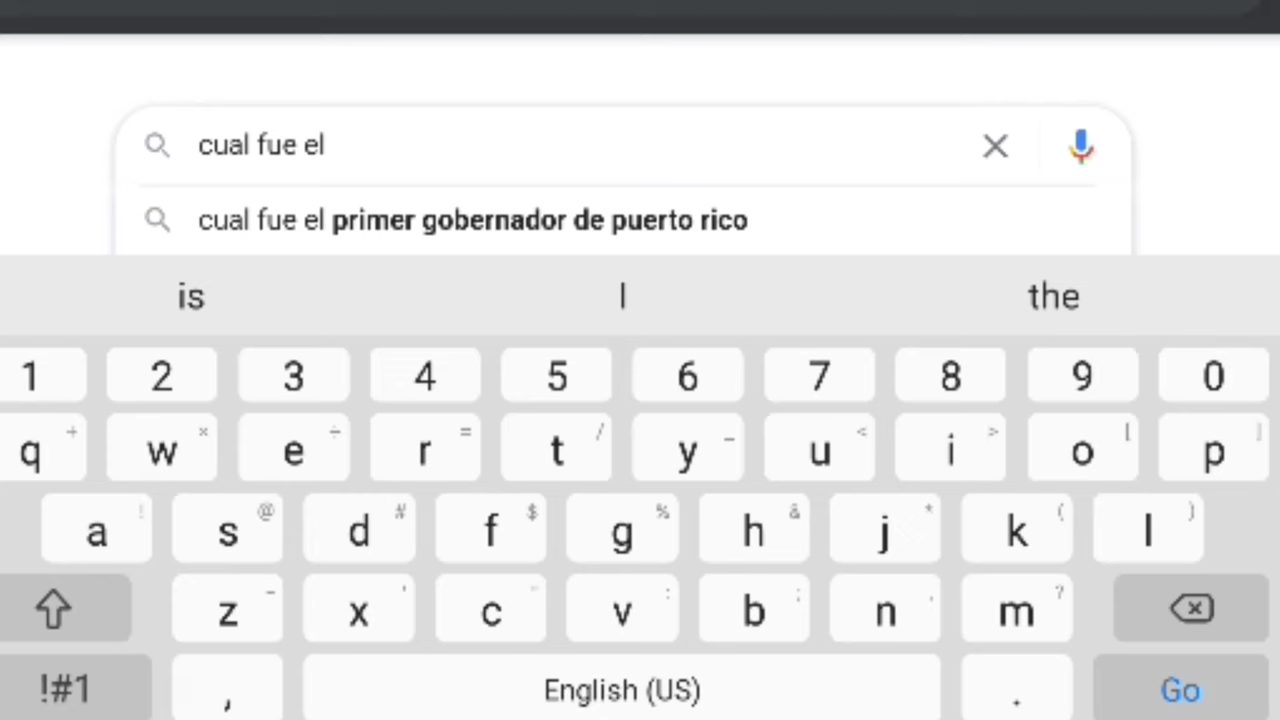 cual fue el
cual fue el primer gobernador de puerto rico
is I the
1 2 3 4 5 6 7 8 9 0
q + w × e ÷ r = t / y _ u < i > o [ p ]
a ! s @ d # f $ g % h & j * k ( l )
z - x ' c " v : b ; n , m ?
!#1 , English (US) . Go